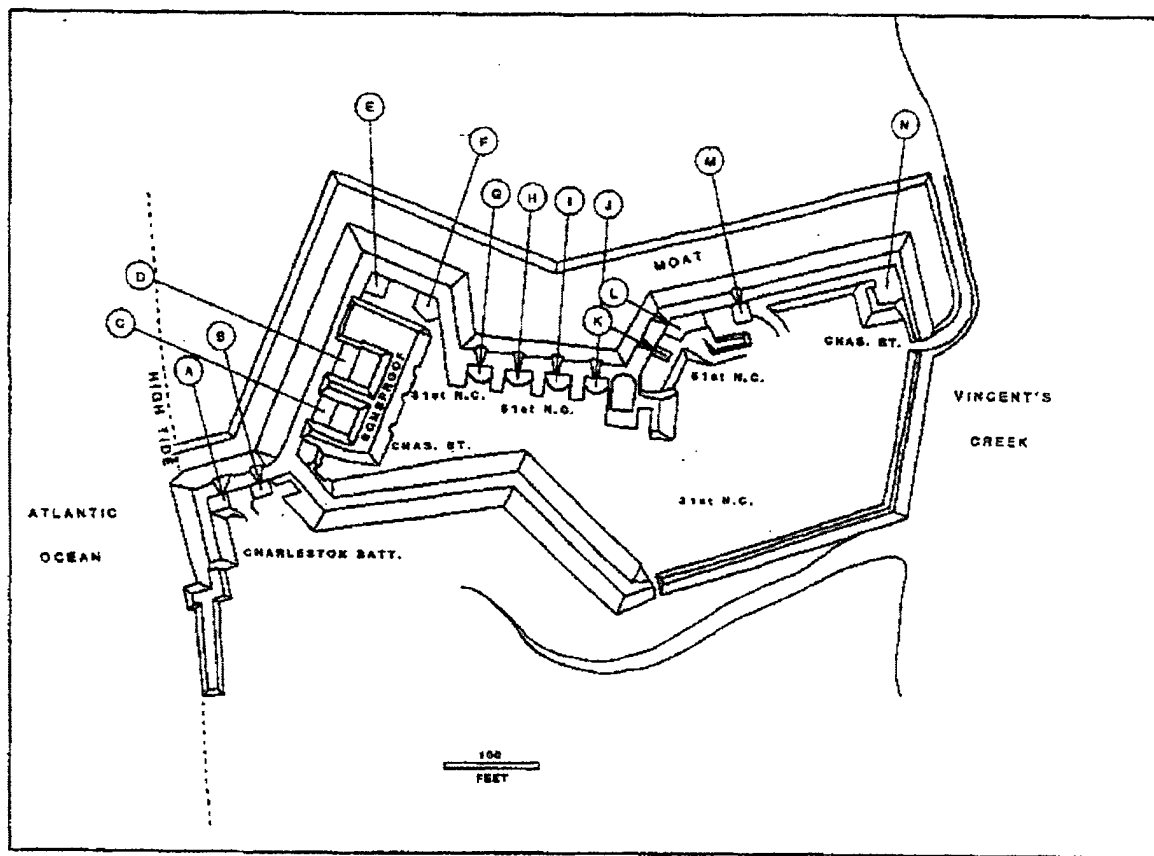 E
F
N
M
G
H
I
J
MOAT
D
L
K
C
B
CHAS. BT.
A
BOMBPROOF
HIGH TIDE
31st N.C.
51st N.C.
51st N.C.
VINCENT'S
CREEK
CHAS. BT.
31st N.C.
ATLANTIC
OCEAN
CHARLESTON BATT.
100
FEET